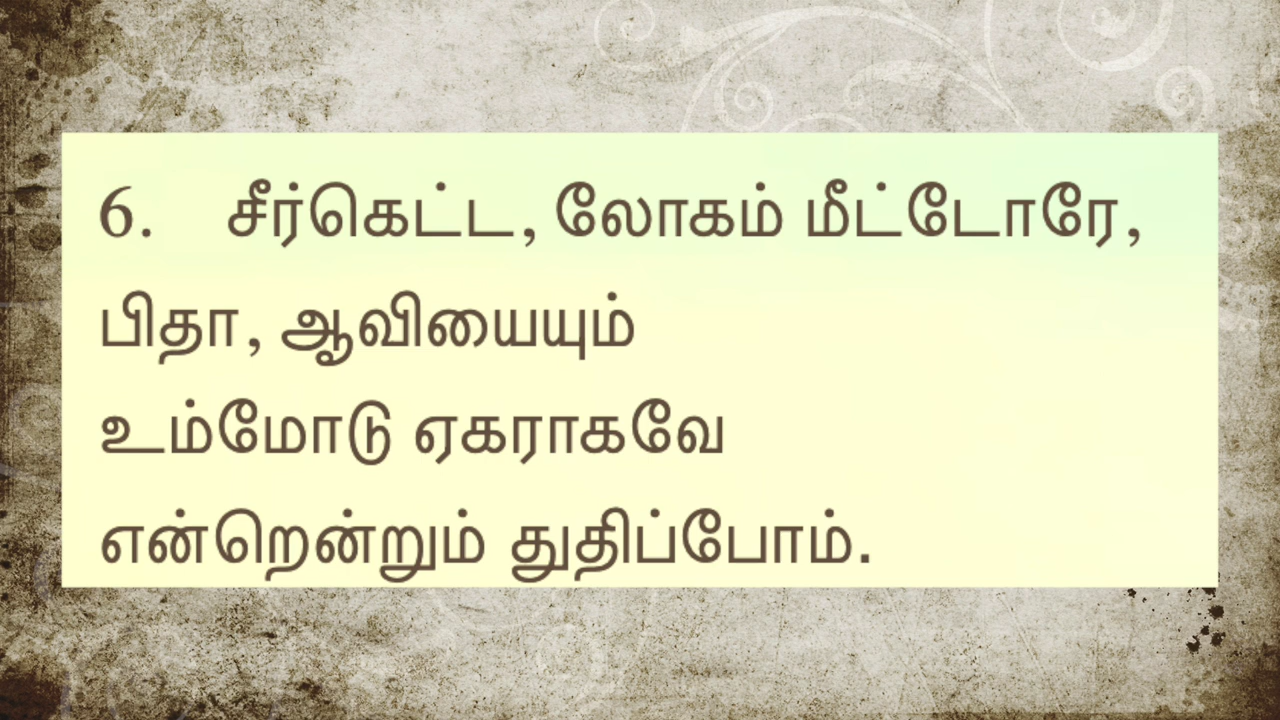 6. சீர்கெட்ட, லோகம் மீட்டோரே,
பிதா, ஆவியையும்
உம்மோடு ஏகராகவே
என்றென்றும் துதிப்போம்.